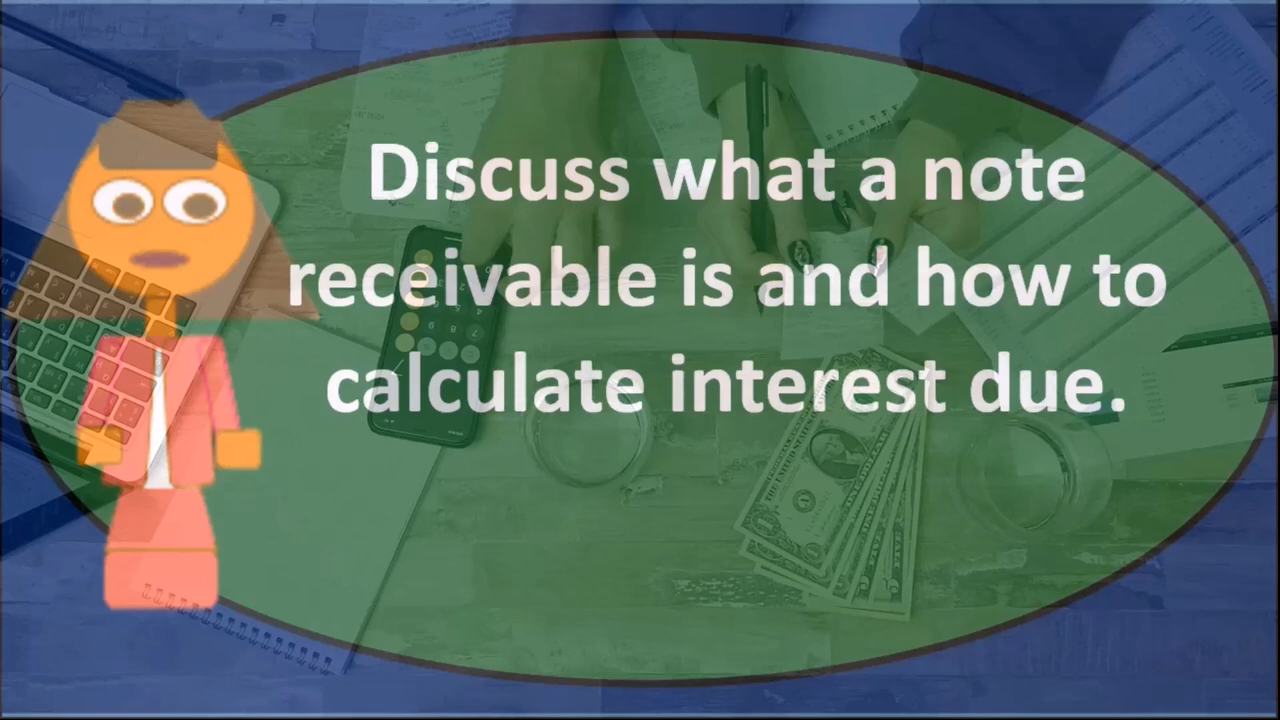 Discuss what a note
receivable is and how to
calculate interest due.